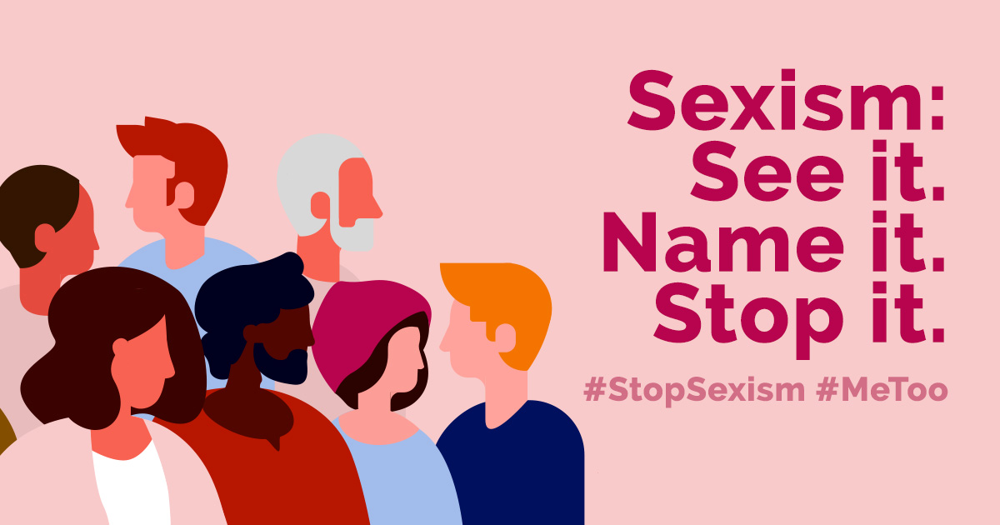 Sexism:
See it.
Name it.
Stop it.
#StopSexism #MeToo